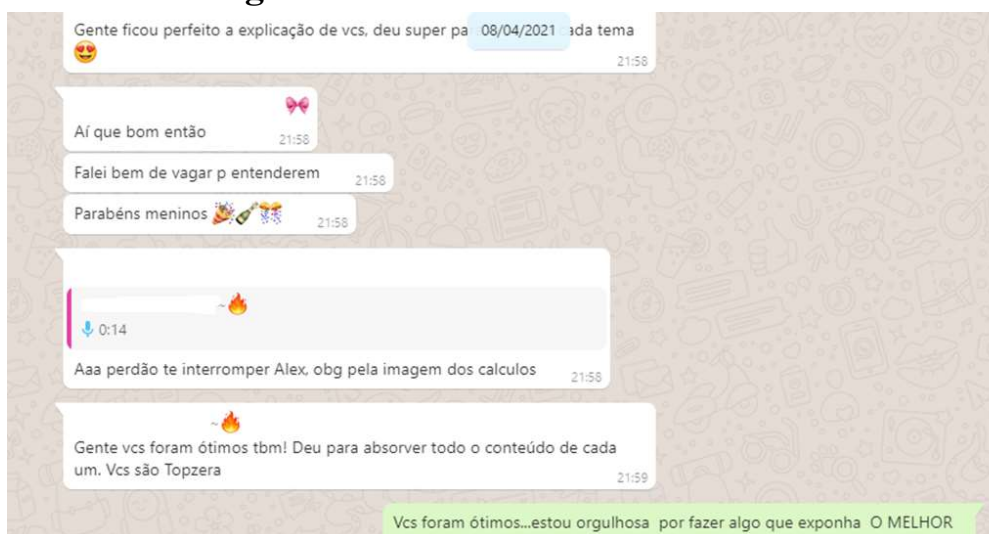 Gente ficou perfeito a explicação de vcs, deu super pa 08/04/2021 ada tema
21:58
Aí que bom então 21:58
Falei bem de vagar p entenderem 21:58
Parabéns meninos 21:58
~
0:14
Aaa perdão te interromper Alex, obg pela imagem dos calculos 21:58
~
Gente vcs foram ótimos tbm! Deu para absorver todo o conteúdo de cada
um. Vcs são Topzera 21:59
Vcs foram ótimos...estou orgulhosa por fazer algo que exponha O MELHOR